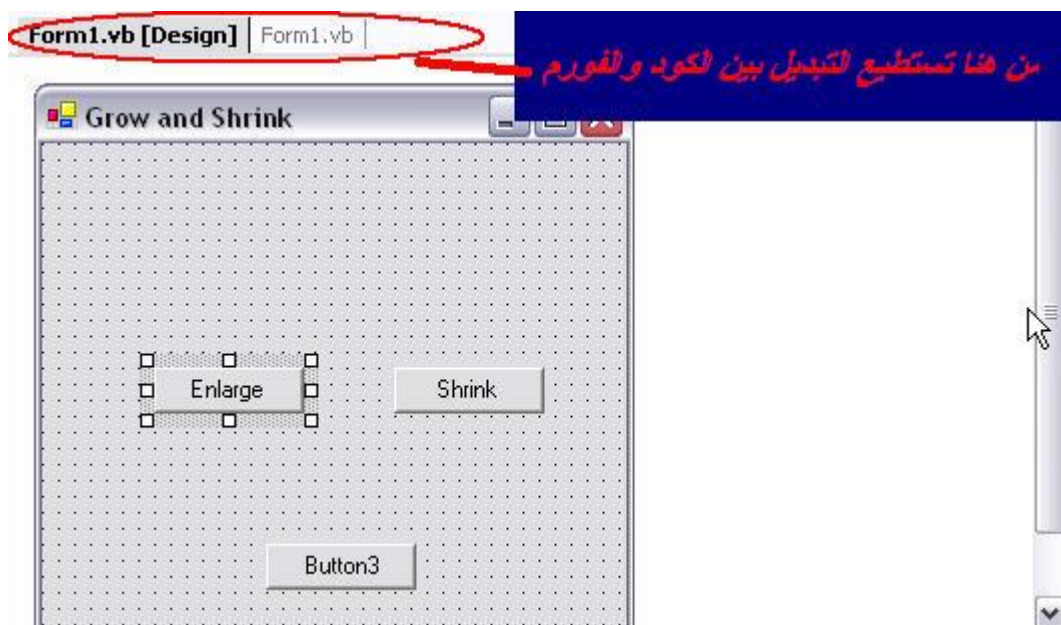 Form1.vb [Design] Form1.vb
من هنا تستطيع التبديل بين الكود والفورم
Grow and Shrink
Enlarge
Shrink
Button3